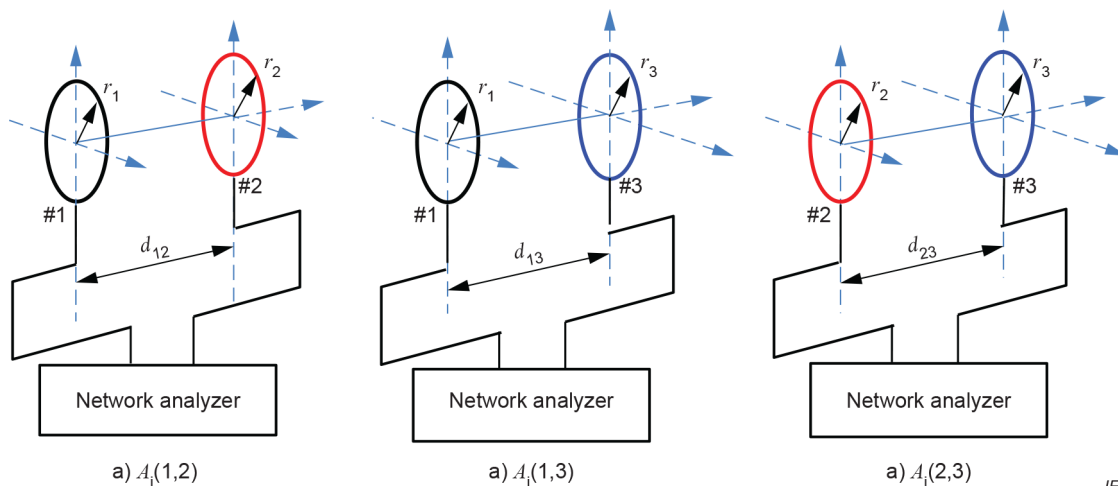 r1
r2
#1
#2
d12
Network analyzer
a) Ai(1,2)
r1
r3
#1
#3
d13
Network analyzer
a) Ai(1,3)
r2
r3
#2
#3
d23
Network analyzer
a) Ai(2,3)